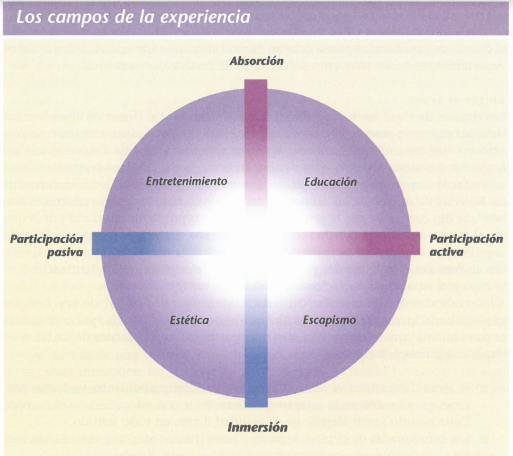 Los campos de la experiencia
Absorción
Entretenimiento
Educación
Participación
pasiva
Participación
activa
Estética
Escapismo
Inmersión